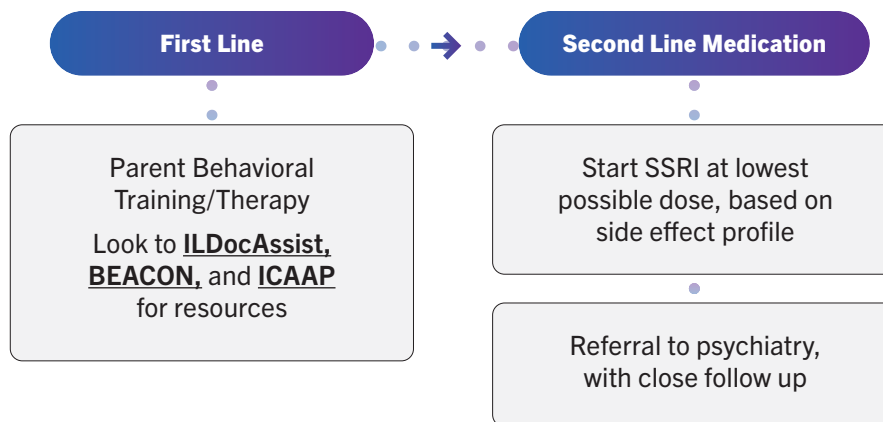 First Line
Second Line Medication
Parent Behavioral
Training/Therapy
Look to ILDocAssist,
BEACON, and ICAAP
for resources
Start SSRI at lowest
possible dose, based on
side effect profile
Referral to psychiatry,
with close follow up